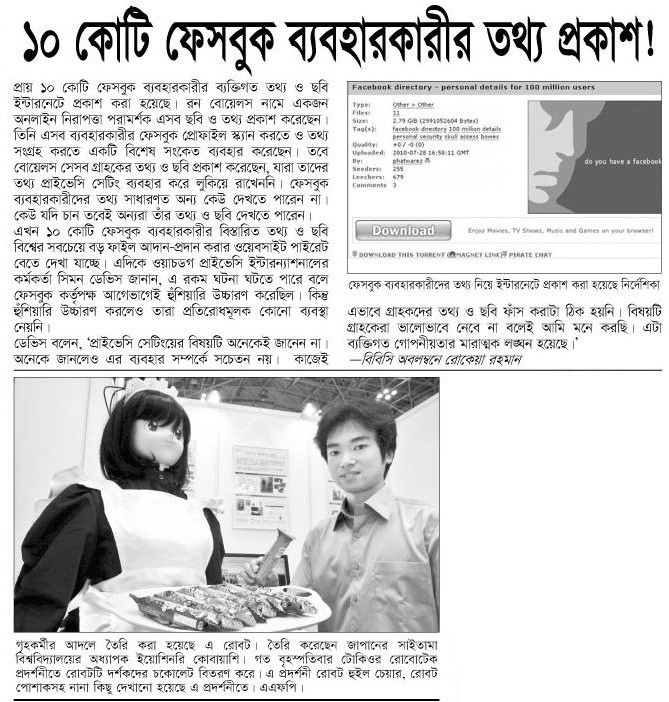 ১০ কোটি ফেসবুক ব্যবহারকারীর তথ্য প্রকাশ!
প্রায় ১০ কোটি ফেসবুক ব্যবহারকারীর ব্যক্তিগত তথ্য ও ছবি
ইন্টারনেটে প্রকাশ করা হয়েছে। রন বোয়েলস নামে একজন
অনলাইন নিরাপত্তা পরামর্শক এসব ছবি ও তথ্য প্রকাশ করেছেন।
তিনি এসব ব্যবহারকারীর ফেসবুক প্রোফাইল স্ক্যান করতে ও তথ্য
সংগ্রহ করতে একটি বিশেষ সংকেত ব্যবহার করেছেন। তবে
বোয়েলস সেসব গ্রাহকের তথ্য ও ছবি প্রকাশ করেছেন, যারা তাদের
তথ্য প্রাইভেসি সেটিং ব্যবহার করে লুকিয়ে রাখেননি। ফেসবুক
ব্যবহারকারীদের তথ্য সাধারণত অন্য কেউ দেখতে পারেন না।
কেউ যদি চান তবেই অন্যরা তাঁর তথ্য ও ছবি দেখতে পারেন।
এখন ১০ কোটি ফেসবুক ব্যবহারকারীর বিস্তারিত তথ্য ও ছবি
বিশ্বের সবচেয়ে বড় ফাইল আদান-প্রদান করার ওয়েবসাইট পাইরেট
বেতে দেখা যাচ্ছে। এদিকে ওয়াচডগ প্রাইভেসি ইন্টারন্যাশনালের
কর্মকর্তা সিমন ডেভিস জানান, এ রকম ঘটনা ঘটতে পারে বলে
ফেসবুক কর্তৃপক্ষ আগেভাগেই হুঁশিয়ারি উচ্চারণ করেছিল। কিন্তু
হুঁশিয়ারি উচ্চারণ করলেও তারা প্রতিরোধমূলক কোনো ব্যবস্থা
নেয়নি।
ডেভিস বলেন, ‘প্রাইভেসি সেটিংয়ের বিষয়টি অনেকেই জানেন না।
অনেকে জানলেও এর ব্যবহার সম্পর্কে সচেতন নয়। কাজেই
Facebook directory - personal details for 100 million users
Type: Other > Other
Files: 11
Size: 2.79 GiB (2991052604 Bytes)
Tag(s): facebook directory 100 million details
personal security skull access bowes
Quality: +0 / -0 (0)
Uploaded: 2010-07-28 16:58:11 GMT
By: phatwarez
Seeders: 255
Leechers: 679
Comments 3
do you have a facebook
Download
Enjoy Movies, TV Shows, Music and Games on your browser!
DOWNLOAD THIS TORRENT (MAGNET LINK) PIRATE CHAT
ফেসবুক ব্যবহারকারীদের তথ্য নিয়ে ইন্টারনেটে প্রকাশ করা হয়েছে নির্দেশিকা
এভাবে গ্রাহকদের তথ্য ও ছবি ফাঁস করাটা ঠিক হয়নি। বিষয়টি
গ্রাহকেরা ভালোভাবে নেবে না বলেই আমি মনে করছি। এটা
ব্যক্তিগত গোপনীয়তার মারাত্মক লঙ্ঘন হয়েছে।’
—বিবিসি অবলম্বনে রোকেয়া রহমান
গৃহকর্মীর আদলে তৈরি করা হয়েছে এ রোবট। তৈরি করেছেন জাপানের সাইতামা
বিশ্ববিদ্যালয়ের অধ্যাপক ইয়োশিনরি কোবায়াশি। গত বৃহস্পতিবার টোকিওর রোবোটেক
প্রদর্শনীতে রোবটটি দর্শকদের চকোলেট বিতরণ করে। এ প্রদর্শনী রোবট হুইল চেয়ার, রোবট
পোশাকসহ নানা কিছু দেখানো হয়েছে এ প্রদর্শনীতে। এএফপি।